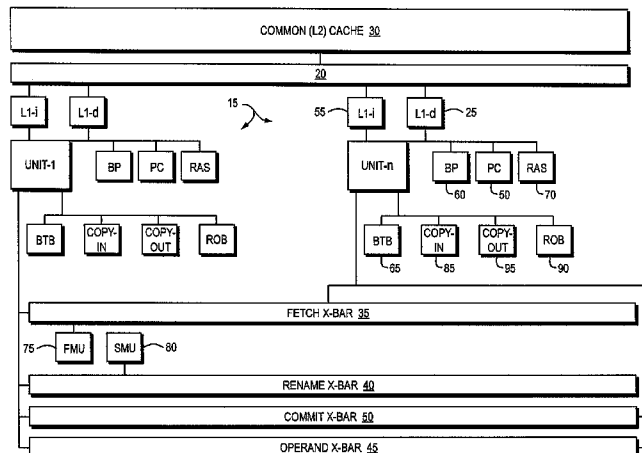 COMMON (L2) CACHE 30
20
L1-i
L1-d
15
55
L1-i
L1-d
25
UNIT-1
BP
PC
RAS
UNIT-n
BP
PC
RAS
60
50
70
BTB
COPY-
IN
COPY-
OUT
ROB
BTB
COPY-
IN
COPY-
OUT
ROB
65
85
95
90
FETCH X-BAR 35
75
FMU
SMU
80
RENAME X-BAR 40
COMMIT X-BAR 50
OPERAND X-BAR 45